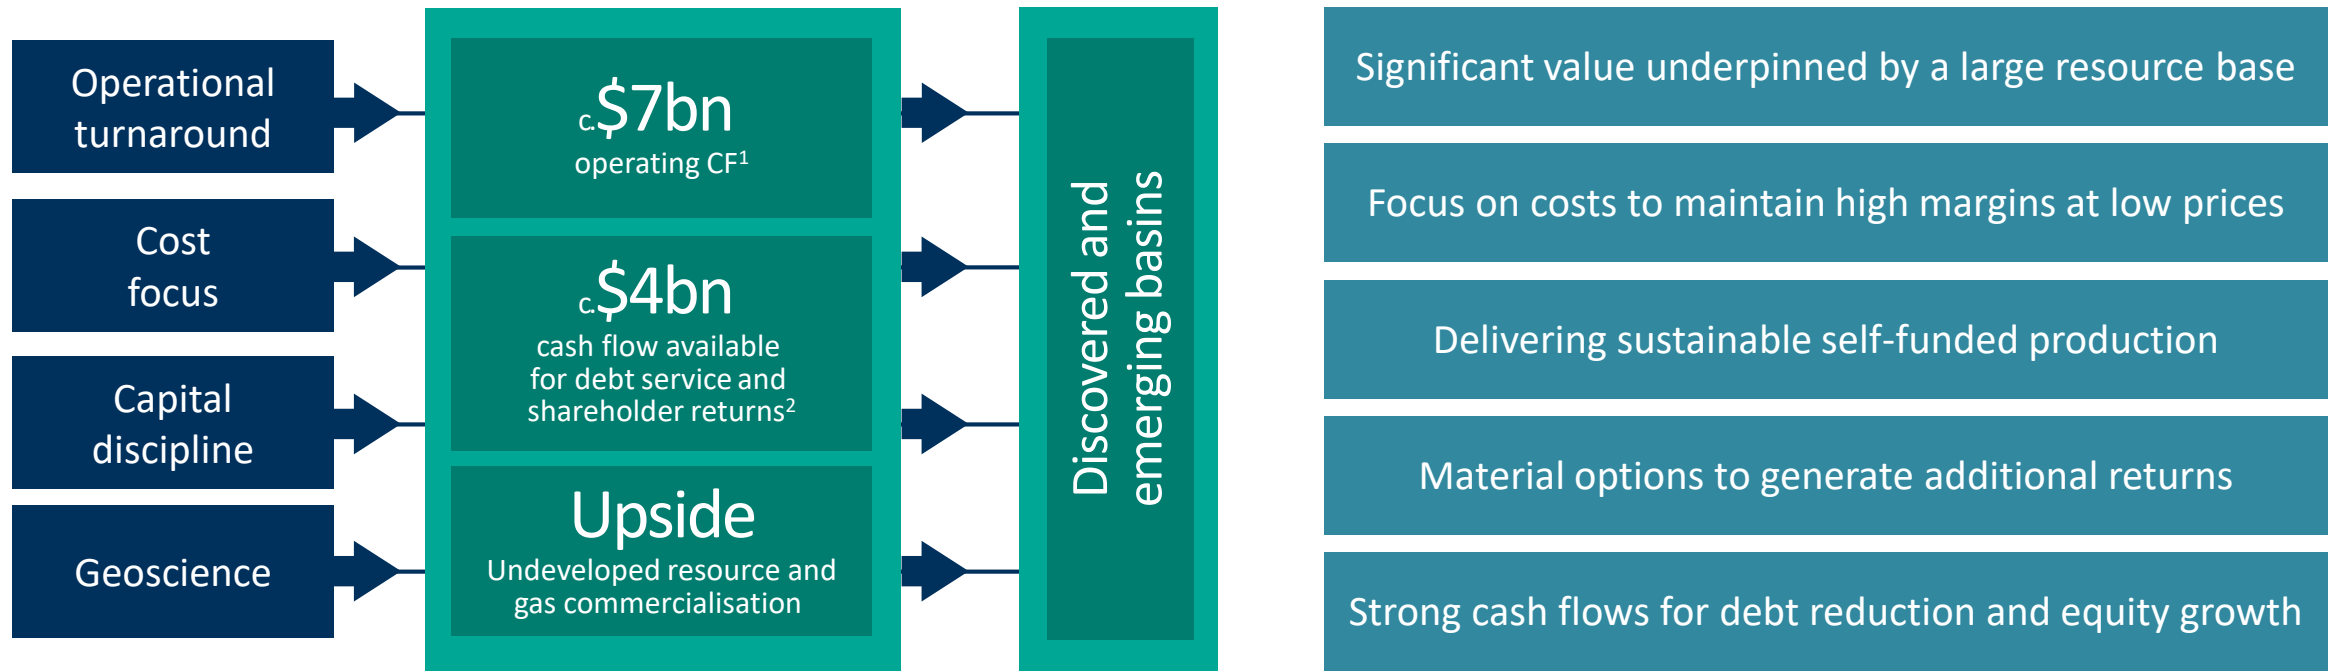 Operational
turnaround
Cost
focus
Capital
discipline
Geoscience
c.$7bn
operating CF1
c.$4bn
cash flow available
for debt service and
shareholder returns2
Upside
Undeveloped resource and
gas commercialisation
Discovered and
emerging basins
Significant value underpinned by a large resource base
Focus on costs to maintain high margins at low prices
Delivering sustainable self-funded production
Material options to generate additional returns
Strong cash flows for debt reduction and equity growth